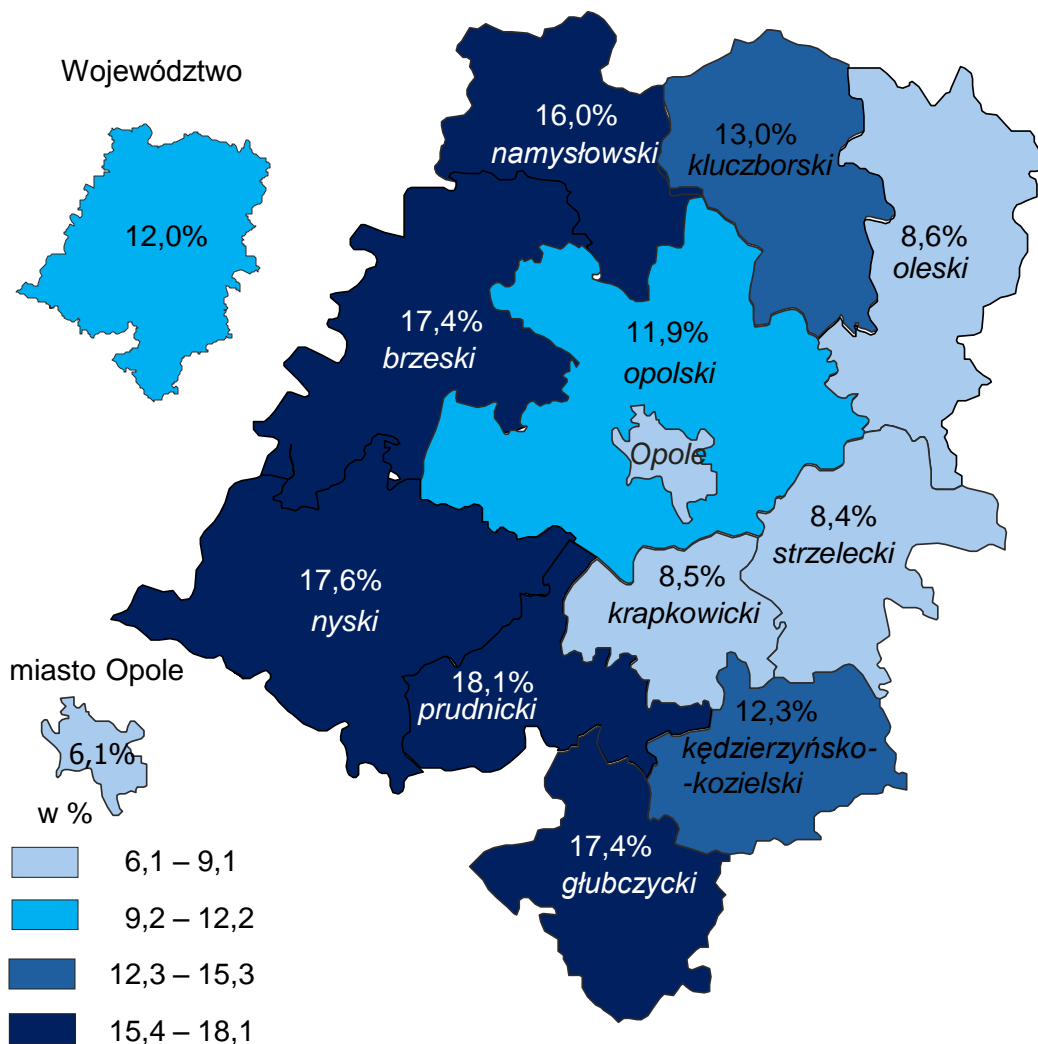 Województwo
12,0%
16,0%
namysłowski
13,0%
kluczborski
8,6%
oleski
17,4%
brzeski
11,9%
opolski
Opole
8,4%
strzelecki
8,5%
krapkowicki
17,6%
nyski
18,1%
prudnicki
12,3%
kędzierzyńsko-
-kozielski
17,4%
głubczycki
miasto Opole
6,1%
w %
6,1 – 9,1
9,2 – 12,2
12,3 – 15,3
15,4 – 18,1